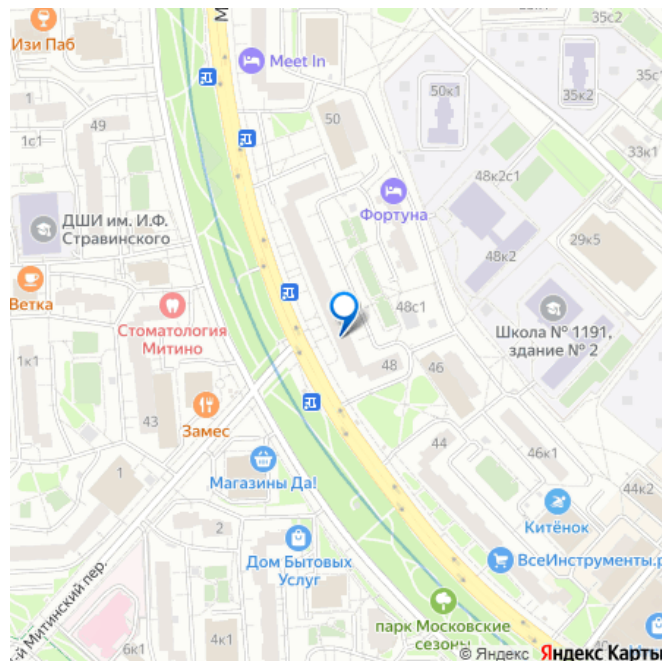 Изи Паб
М
Meet In
35с2
35с
50к1
35к2
1
1с1
49
50
33к1
48к2с1
ДШИ им. И.Ф.
Стравинского
Фортуна
29к5
48к2
Ветка
Стоматология
Митино
48с1
Школа № 1191,
здание № 2
1к1
48
46
43
Замес
44
46к1
1
Магазины Да!
44к2
2
Китёнок
Дом Бытовых
Услуг
ВсеИнструменты.р
-й Митинский пер.
парк Московские
сезоны
6к1
4к1
40
© Яндекс Яндекс Карты